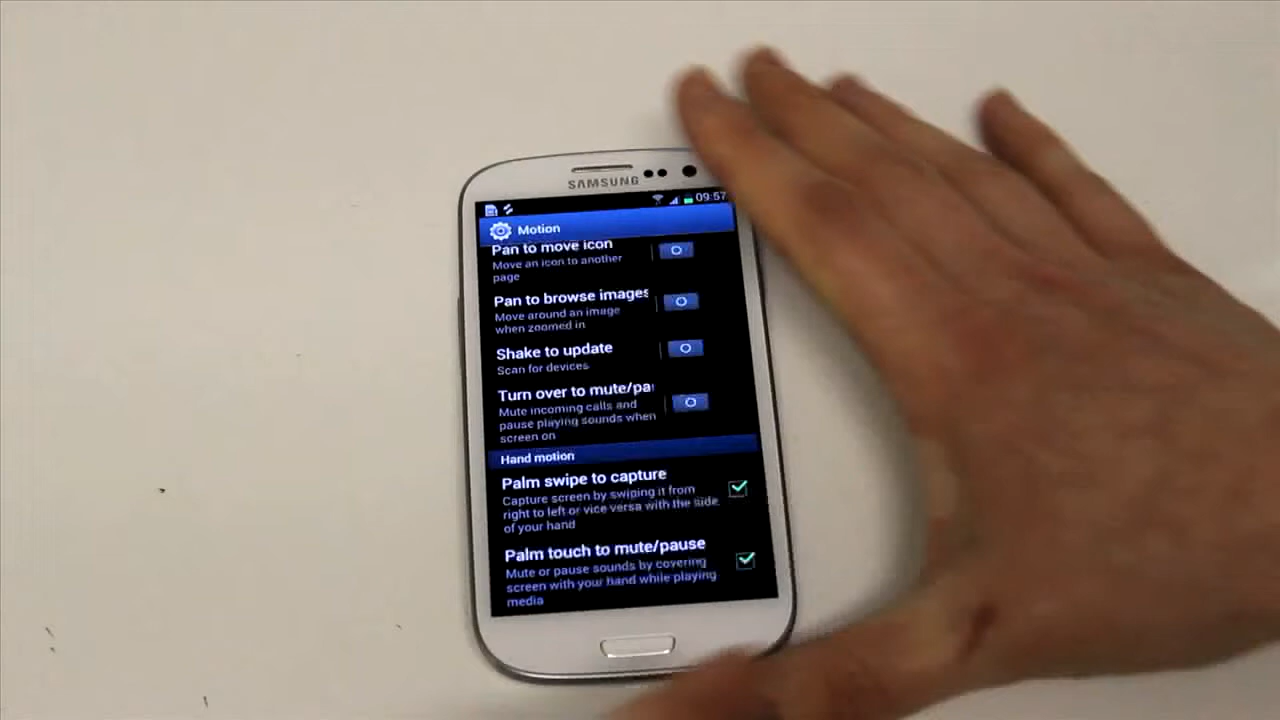 SAMSUNG
09:57
Motion
Pan to move icon
Move an icon to another
page
Pan to browse images
Move around an image
when zoomed in
Shake to update
Scan for devices
Turn over to mute/pa
Mute incoming calls and
pause playing sounds when
screen on
Hand motion
Palm swipe to capture
Capture screen by swiping it from
right to left or vice versa with the side
of your hand
Palm touch to mute/pause
Mute or pause sounds by covering
screen with your hand while playing
media